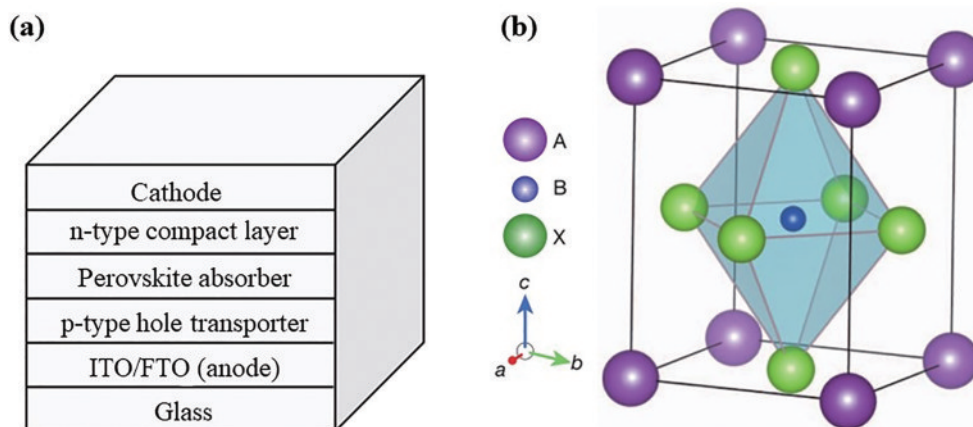 (a)
Cathode
n-type compact layer
Perovskite absorber
p-type hole transporter
ITO/FTO (anode)
Glass
(b)
A
B
X
c
a
b